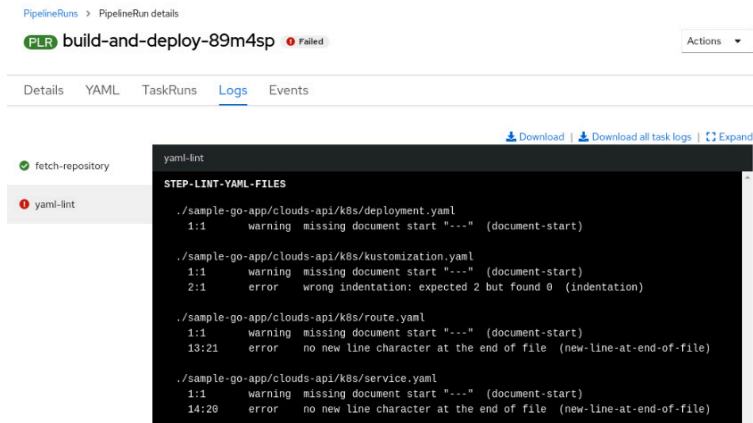 PipelineRuns > PipelineRun details
PLR build-and-deploy-89m4sp Failed
Actions
Details YAML TaskRuns Logs Events
Download | Download all task logs | Expand
fetch-repository
yaml-lint
yaml-lint
STEP-LINT-YAML-FILES
./sample-go-app/clouds-api/k8s/deployment.yaml
1:1 warning missing document start "---" (document-start)
./sample-go-app/clouds-api/k8s/kustomization.yaml
1:1 warning missing document start "---" (document-start)
2:1 error wrong indentation: expected 2 but found 0 (indentation)
./sample-go-app/clouds-api/k8s/route.yaml
1:1 warning missing document start "---" (document-start)
13:21 error no new line character at the end of file (new-line-at-end-of-file)
./sample-go-app/clouds-api/k8s/service.yaml
1:1 warning missing document start "---" (document-start)
14:20 error no new line character at the end of file (new-line-at-end-of-file)